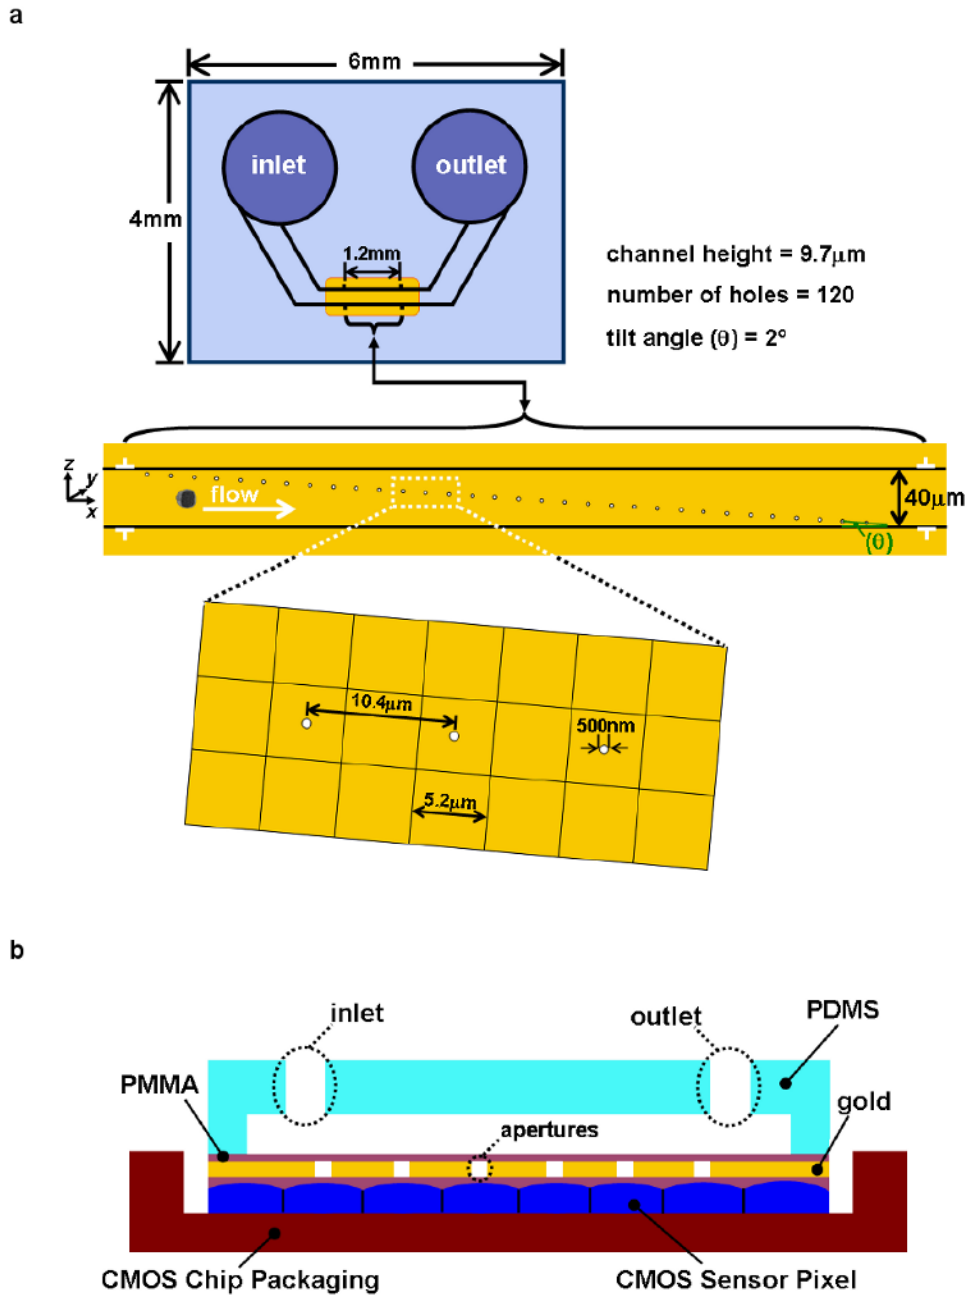 a
6mm
inlet
outlet
4mm
1.2mm
channel height = 9.7μm
number of holes = 120
tilt angle (θ) = 2º
z
y
x
flow
40μm
(θ)
10.4μm
500nm
5.2μm
b
inlet
outlet
PDMS
PMMA
gold
apertures
CMOS Chip Packaging
CMOS Sensor Pixel